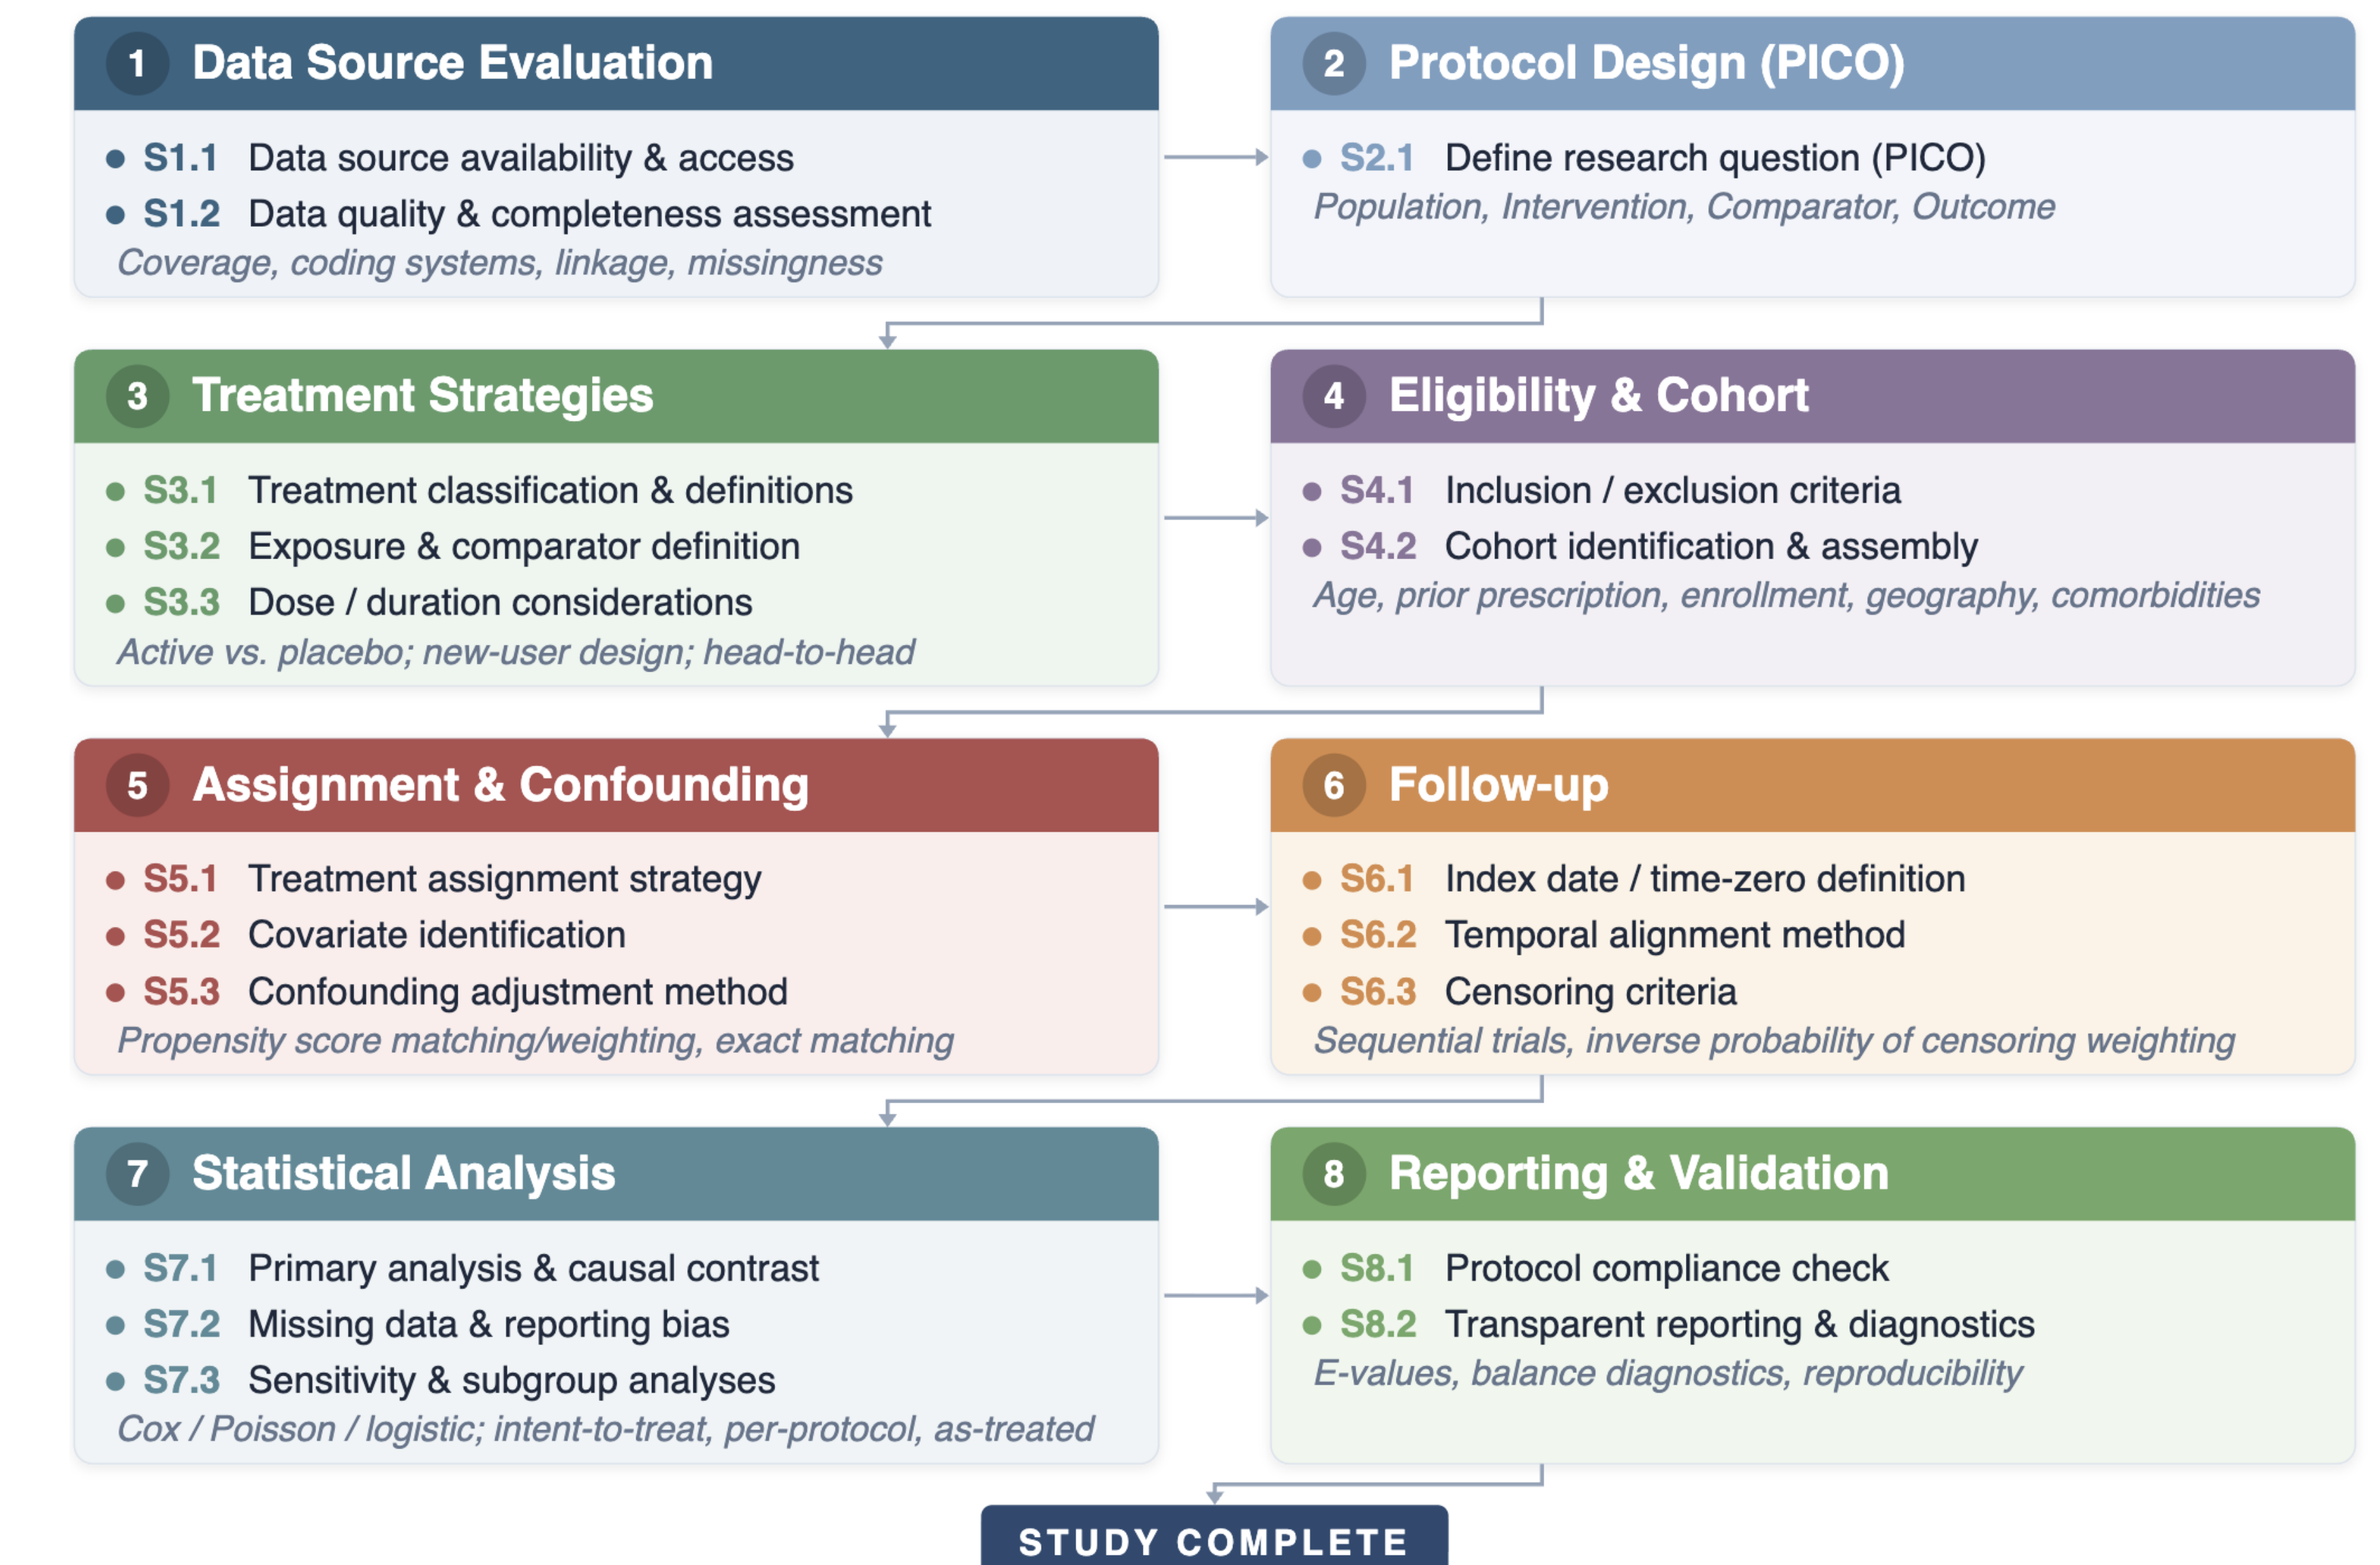 1 Data Source Evaluation
S1.1 Data source availability & access
S1.2 Data quality & completeness assessment
Coverage, coding systems, linkage, missingness
2 Protocol Design (PICO)
S2.1 Define research question (PICO)
Population, Intervention, Comparator, Outcome
3 Treatment Strategies
S3.1 Treatment classification & definitions
S3.2 Exposure & comparator definition
S3.3 Dose / duration considerations
Active vs. placebo; new-user design; head-to-head
4 Eligibility & Cohort
S4.1 Inclusion / exclusion criteria
S4.2 Cohort identification & assembly
Age, prior prescription, enrollment, geography, comorbidities
5 Assignment & Confounding
S5.1 Treatment assignment strategy
S5.2 Covariate identification
S5.3 Confounding adjustment method
Propensity score matching/weighting, exact matching
6 Follow-up
S6.1 Index date / time-zero definition
S6.2 Temporal alignment method
S6.3 Censoring criteria
Sequential trials, inverse probability of censoring weighting
7 Statistical Analysis
S7.1 Primary analysis & causal contrast
S7.2 Missing data & reporting bias
S7.3 Sensitivity & subgroup analyses
Cox / Poisson / logistic; intent-to-treat, per-protocol, as-treated
8 Reporting & Validation
S8.1 Protocol compliance check
S8.2 Transparent reporting & diagnostics
E-values, balance diagnostics, reproducibility
STUDY COMPLETE